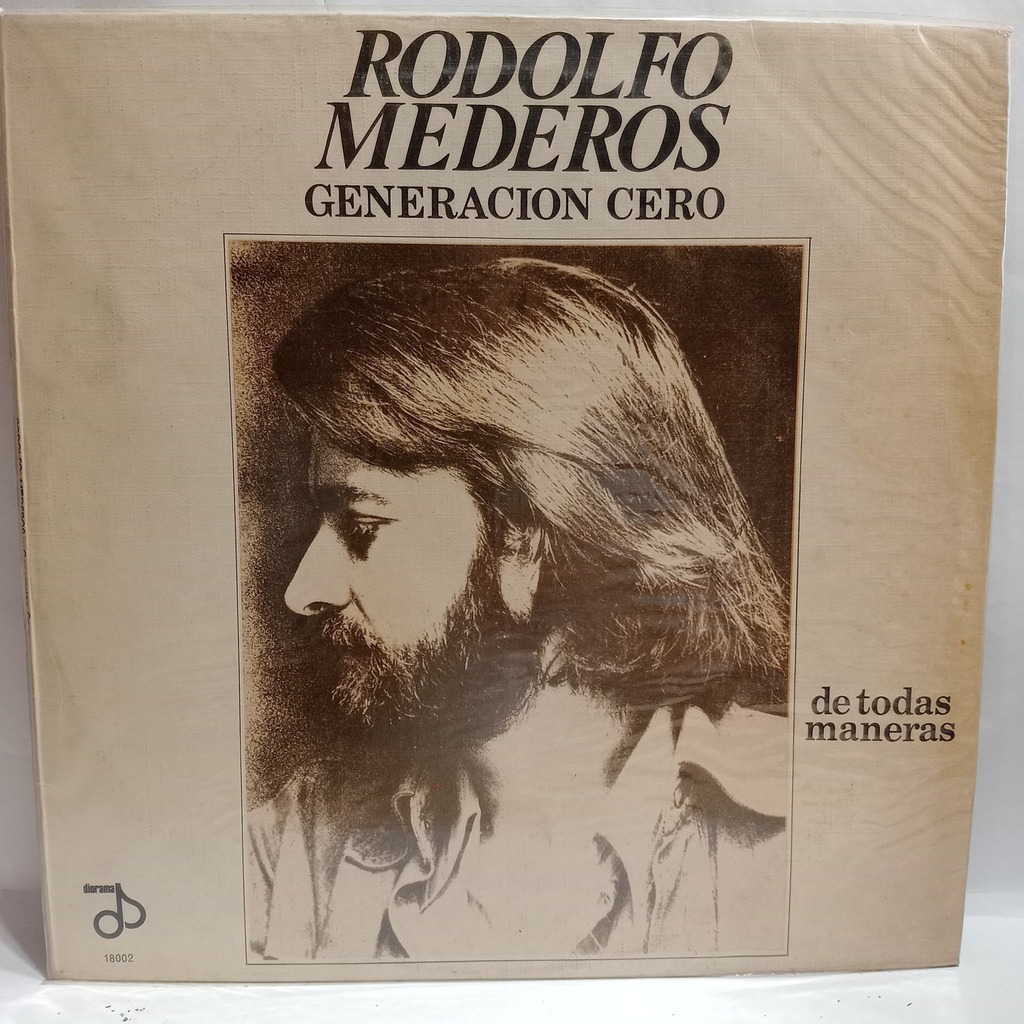 RODOLFO
MEDEROS
GENERACION CERO
de todas
maneras
diorama
18002